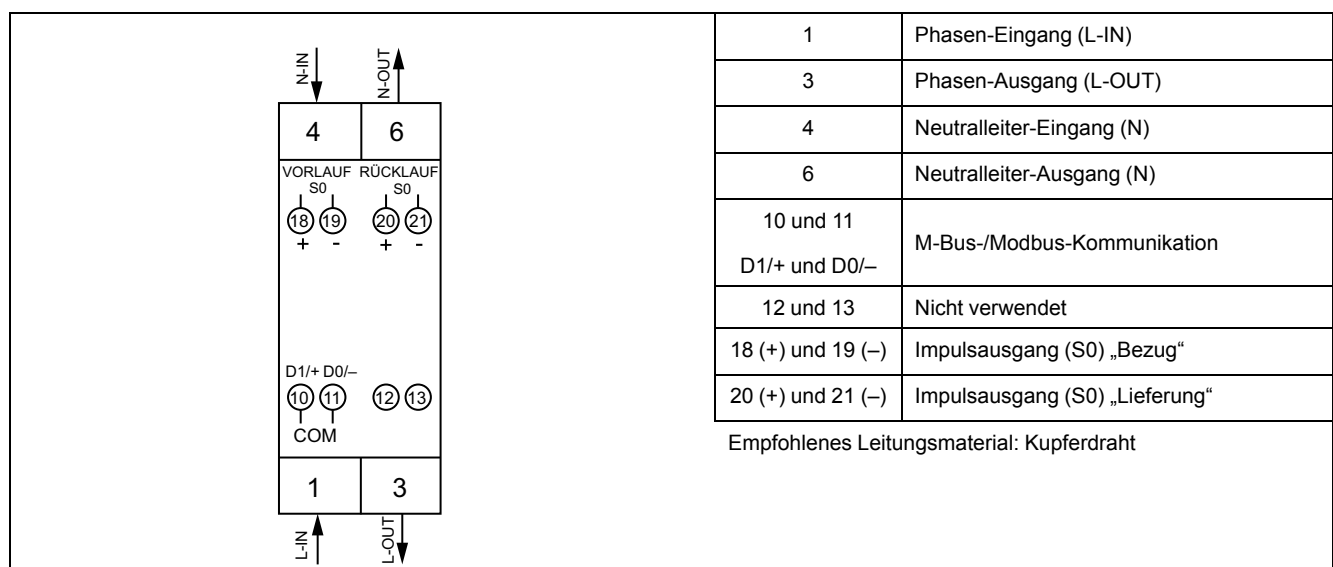 N-IN
N-OUT
4 6
VORLAUF RÜCKLAUF
S0 S0
18 19 20 21
+ - + -
D1/+ D0/–
10 11 12 13
COM
1 3
L-IN
L-OUT
1 Phasen-Eingang (L-IN)
3 Phasen-Ausgang (L-OUT)
4 Neutralleiter-Eingang (N)
6 Neutralleiter-Ausgang (N)
10 und 11
D1/+ und D0/–
M-Bus-/Modbus-Kommunikation
12 und 13 Nicht verwendet
18 (+) und 19 (–) Impulsausgang (S0) „Bezug“
20 (+) und 21 (–) Impulsausgang (S0) „Lieferung“
Empfohlenes Leitungsmaterial: Kupferdraht